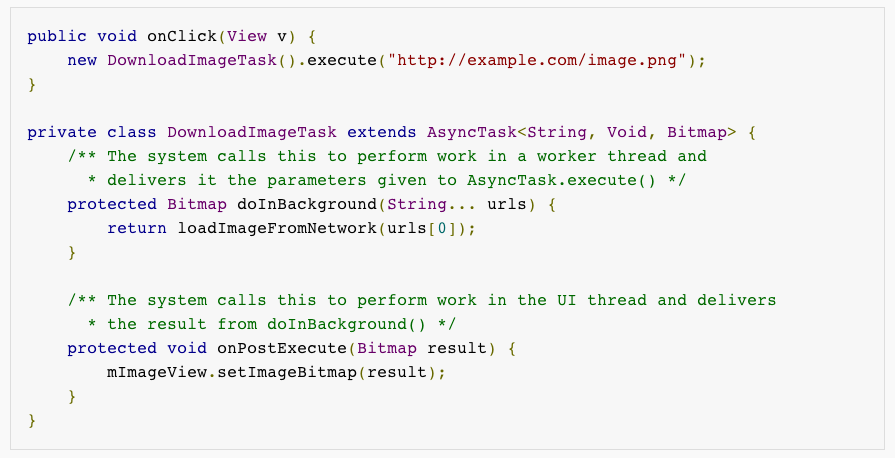 public void onClick(View v) {
    new DownloadImageTask().execute("http://example.com/image.png");
}

private class DownloadImageTask extends AsyncTask<String, Void, Bitmap> {
    /** The system calls this to perform work in a worker thread and
      * delivers it the parameters given to AsyncTask.execute() */
    protected Bitmap doInBackground(String... urls) {
        return loadImageFromNetwork(urls[0]);
    }

    /** The system calls this to perform work in the UI thread and delivers
      * the result from doInBackground() */
    protected void onPostExecute(Bitmap result) {
        mImageView.setImageBitmap(result);
    }
}